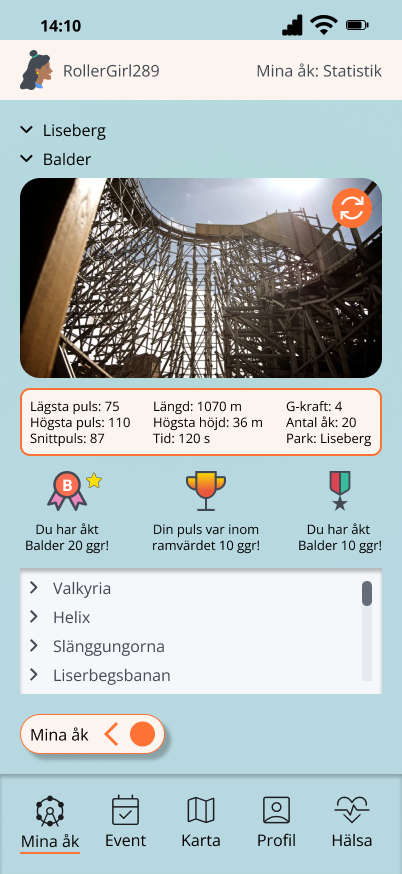 14:10
RollerGirl289 Mina åk: Statistik
Liseberg
Balder
Lägsta puls: 75 Längd: 1070 m G-kraft: 4
Högsta puls: 110 Högsta höjd: 36 m Antal åk: 20
Snittpuls: 87 Tid: 120 s Park: Liseberg
B
Du har åkt Din puls var inom Du har åkt
Balder 20 ggr! ramvärdet 10 ggr! Balder 10 ggr!
Valkyria
Helix
Slänggungorna
Liserbegsbanan
Mina åk
Mina åk Event Karta Profil Hälsa